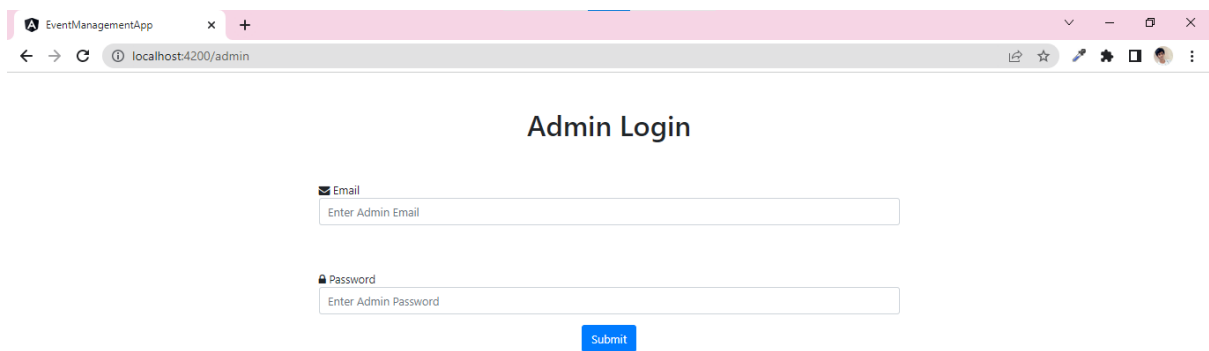 EventManagementApp
localhost:4200/admin
Admin Login
Email
Enter Admin Email
Password
Enter Admin Password
Submit